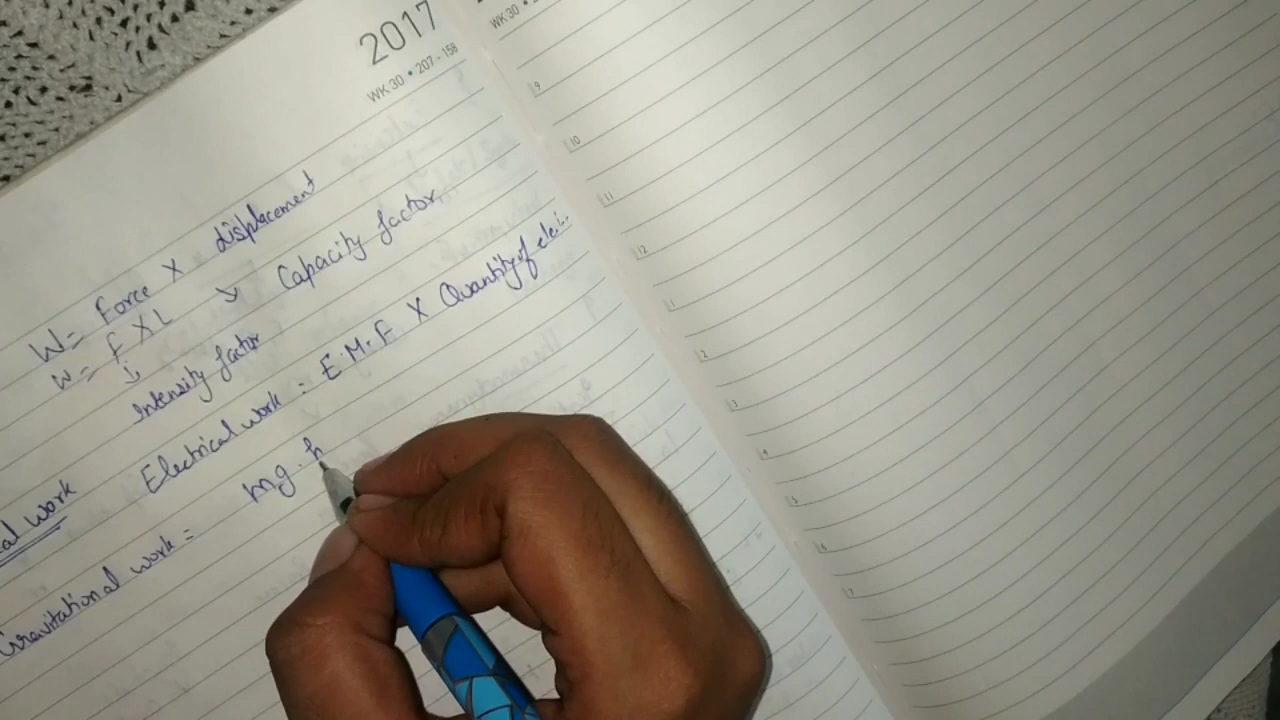 2017
WK 30 • 207 - 158
W = Force X displacement
W = F X L Capacity factor
Intensity factor
Electrical work = E.M.F X Quantity of
al work
Gravitational work = mg.h
WK 30 •
9
10
11
12
1
2
3
4
5
6
7